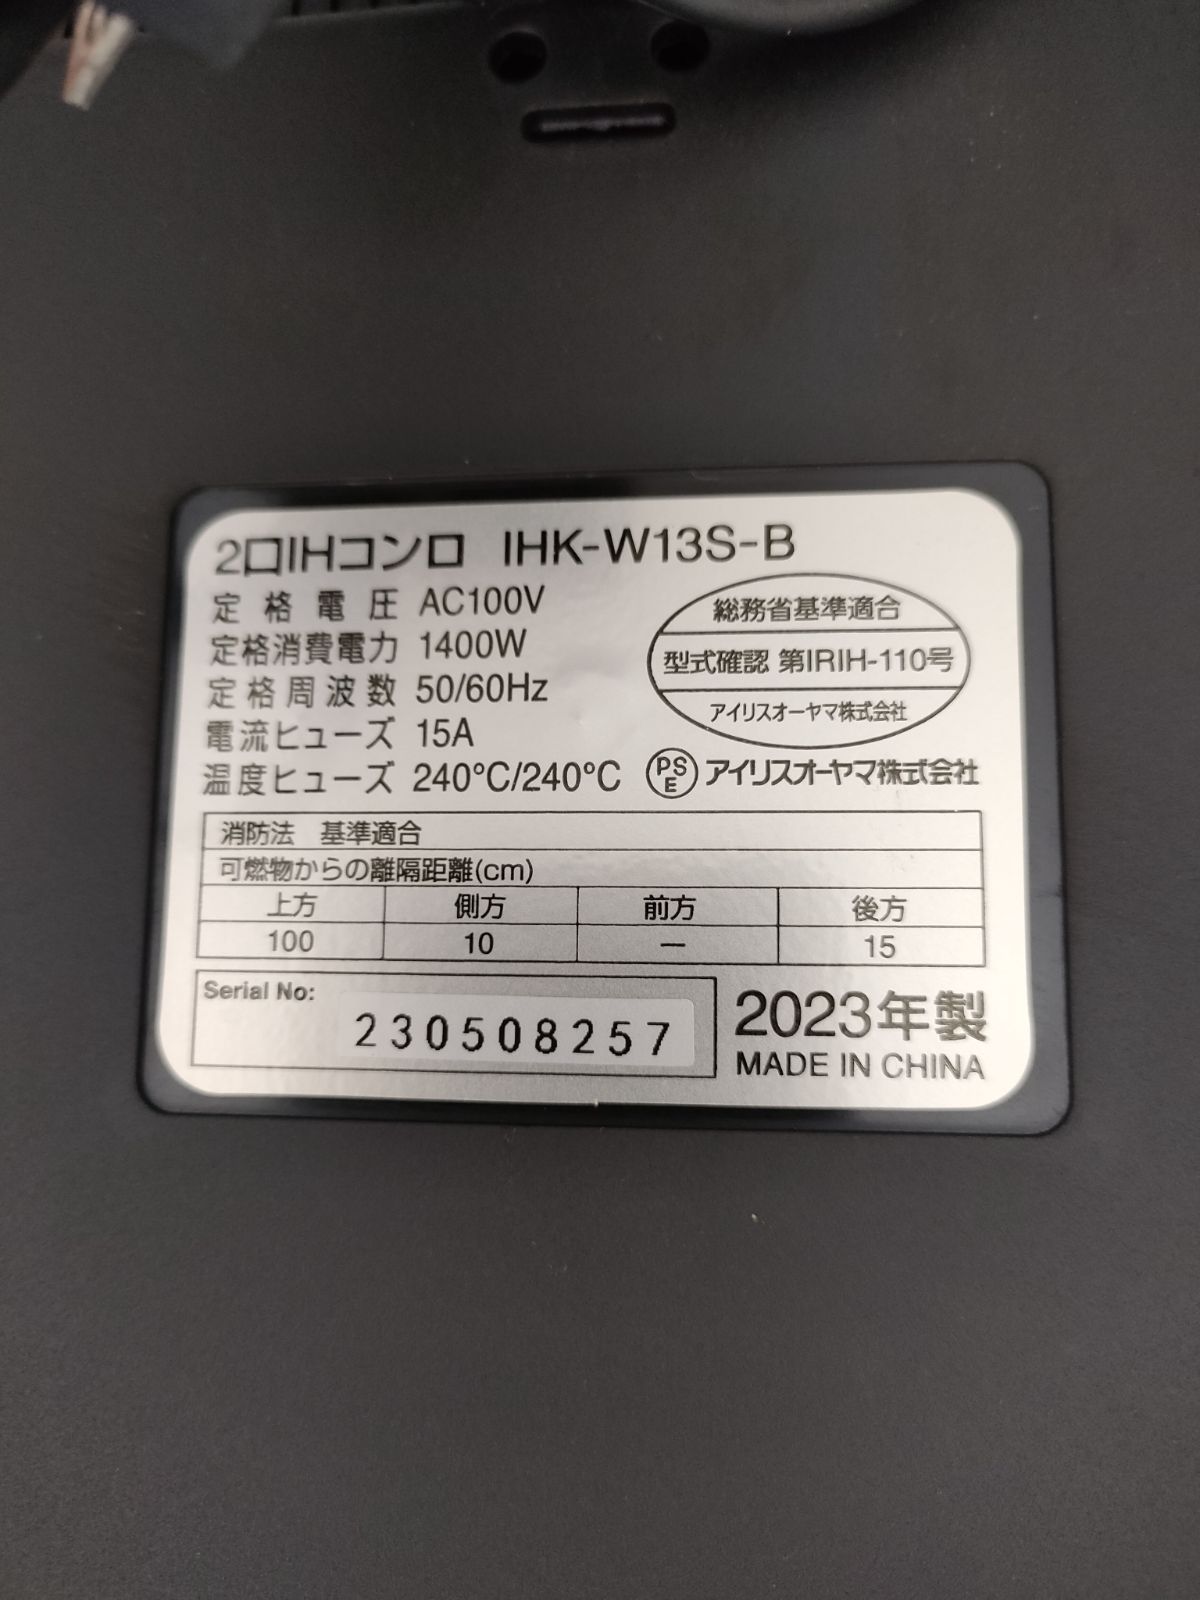 2口IHコンロ IHK-W13S-B
定格電圧 AC100V
定格消費電力 1400W
定格周波数 50/60Hz
電流ヒューズ 15A
温度ヒューズ 240℃/240℃
総務省基準適合
型式確認 第IRIH-110号
アイリスオーヤマ株式会社
PS
E
アイリスオーヤマ株式会社
消防法 基準適合
可燃物からの離隔距離(cm)
上方 側方 前方 後方
100 10 — 15
Serial No:
230508257
2023年製
MADE IN CHINA